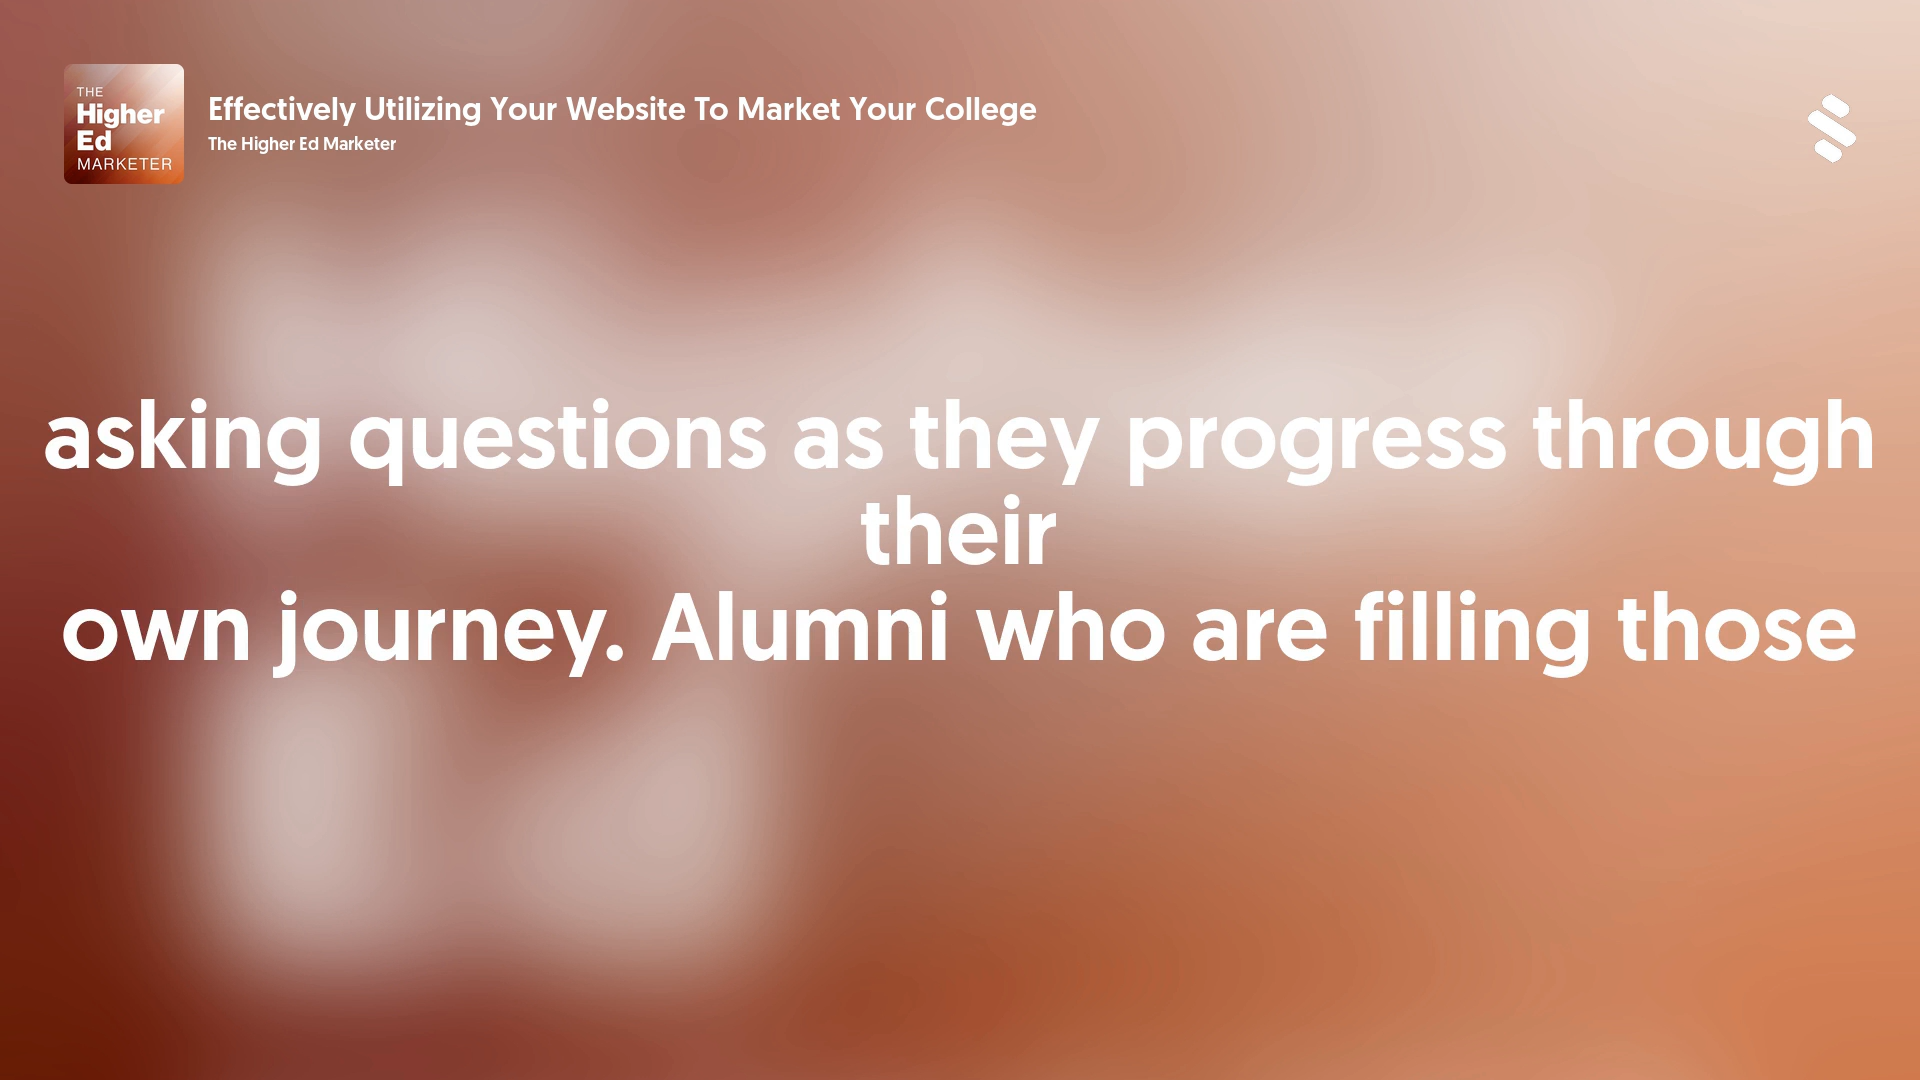 THE
Higher
Ed
MARKETER
Effectively Utilizing Your Website To Market Your College
The Higher Ed Marketer
asking questions as they progress through
their
own journey. Alumni who are filling those